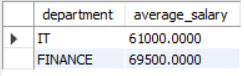 department average_salary
IT 61000.0000
FINANCE 69500.0000